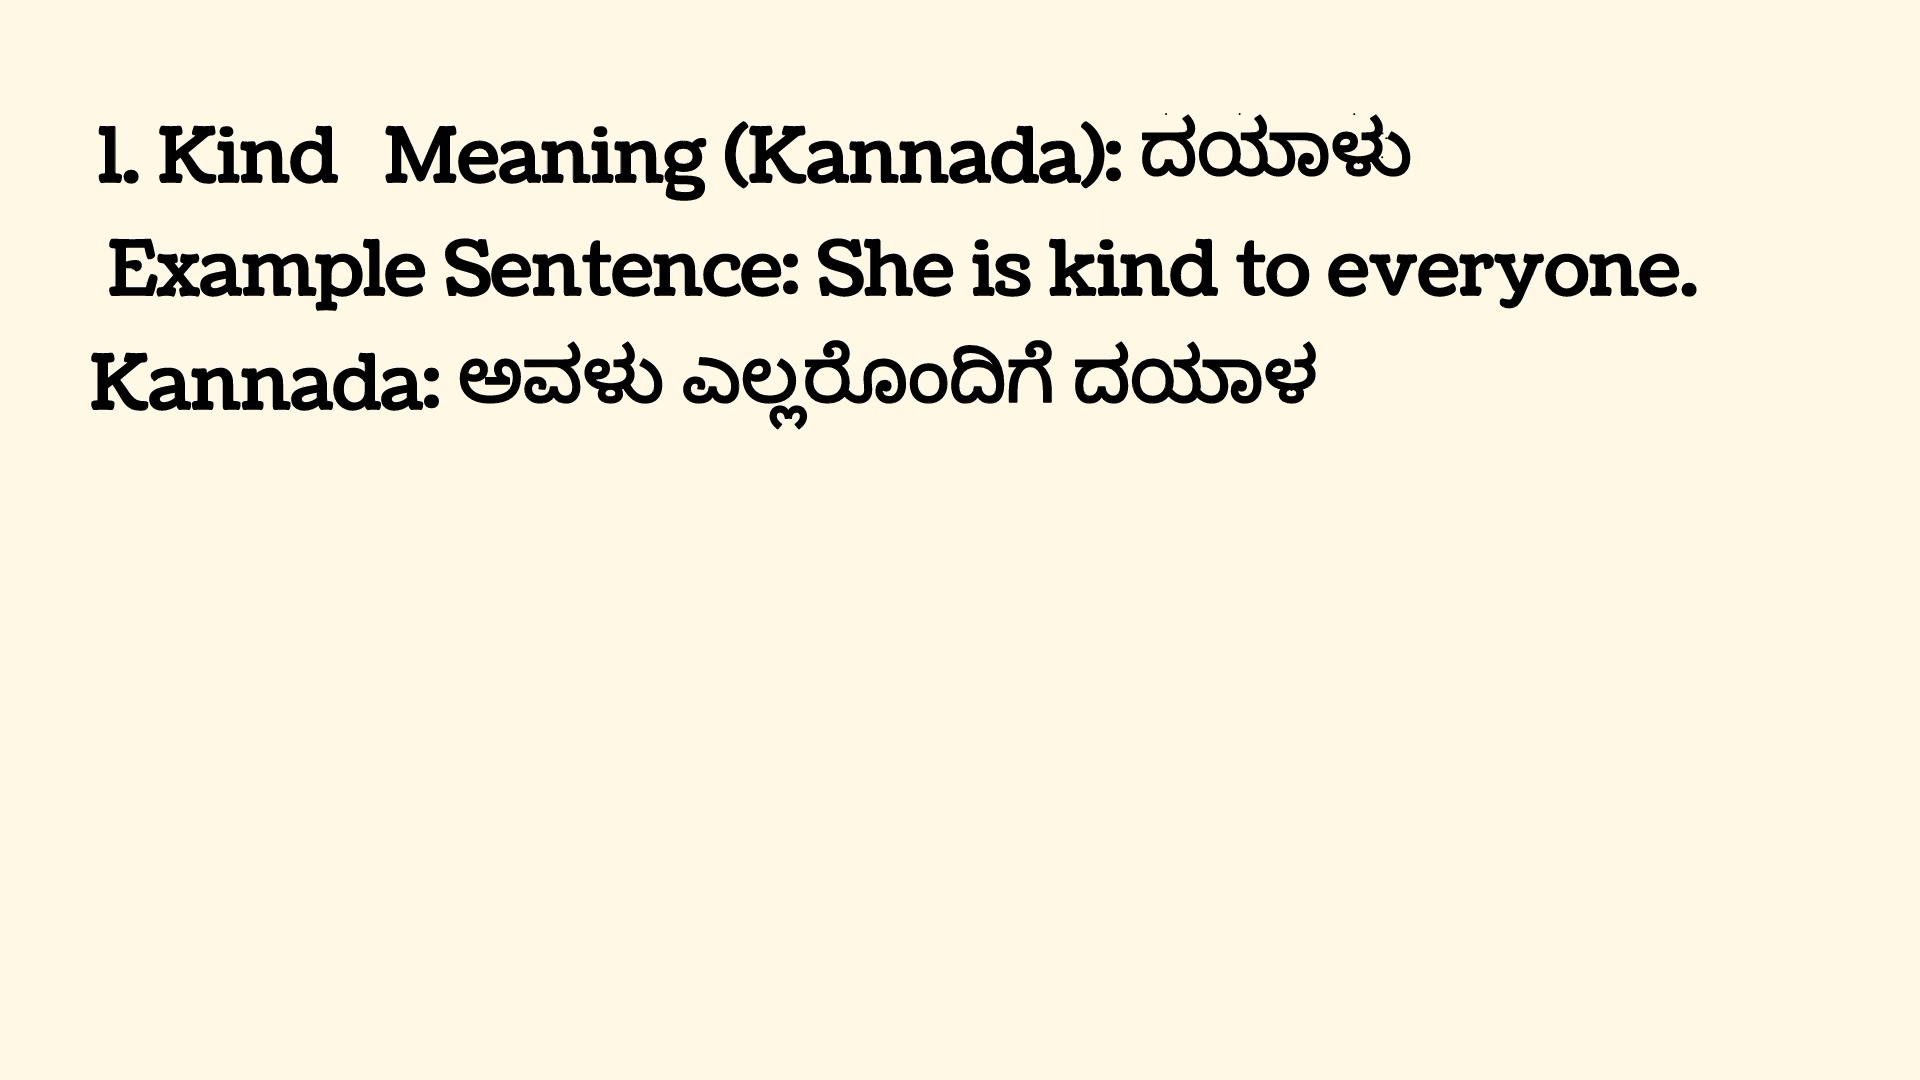 1. Kind Meaning (Kannada): ದಯಾಳು
Example Sentence: She is kind to everyone.
Kannada: ಅವಳು ಎಲ್ಲರೊಂದಿಗೆ ದಯಾಳ